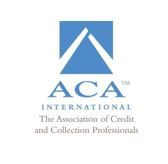 ACA™
INTERNATIONAL
The Association of Credit
and Collection Professionals